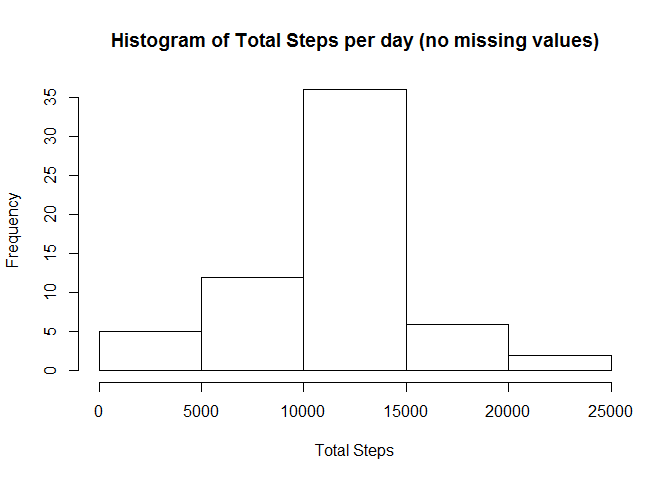 Histogram of Total Steps per day (no missing values)
Frequency
35
30
25
20
15
10
5
0
0 5000 10000 15000 20000 25000
Total Steps